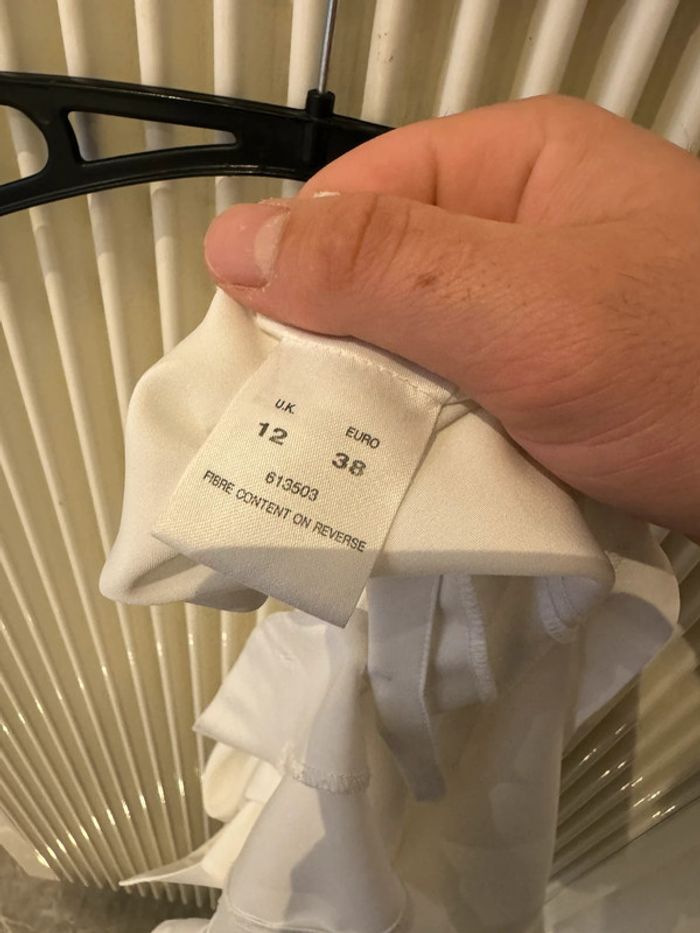 U.K. EURO
12 38
613503
FIBRE CONTENT ON REVERSE